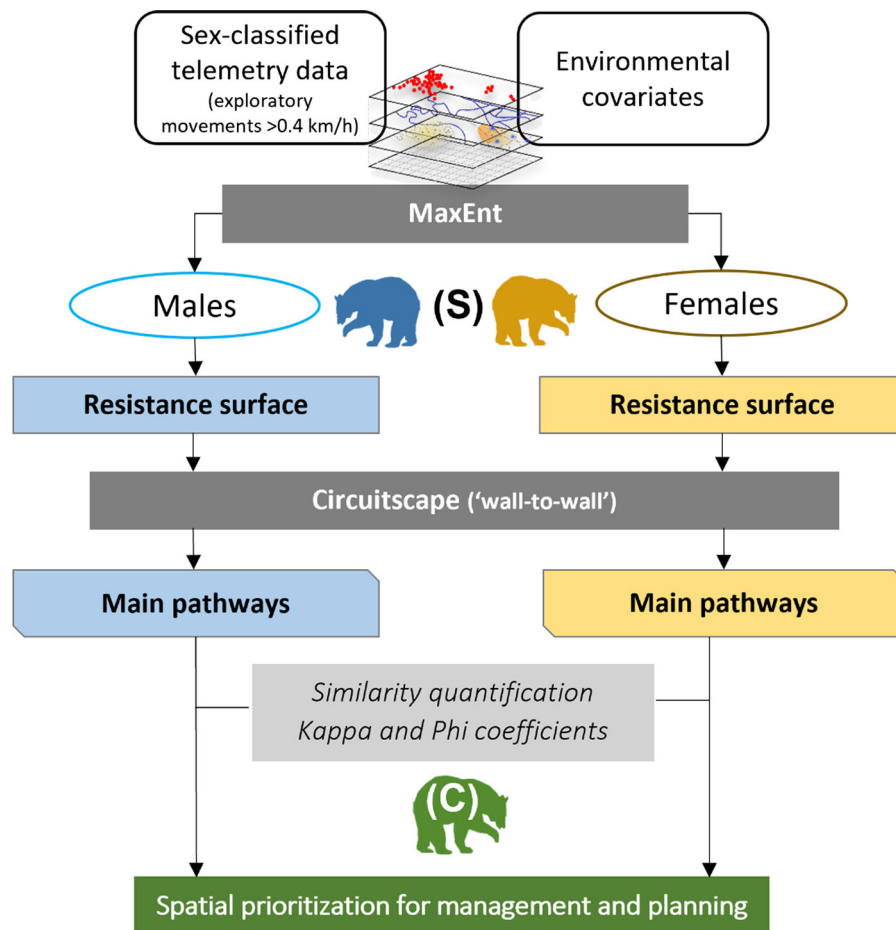 Sex-classified
telemetry data
(exploratory
movements >0.4 km/h)
Environmental
covariates
MaxEnt
Males
(S)
Females
Resistance surface
Resistance surface
Circuitscape (‘wall-to-wall’)
Main pathways
Main pathways
Similarity quantification
Kappa and Phi coefficients
(C)
Spatial prioritization for management and planning